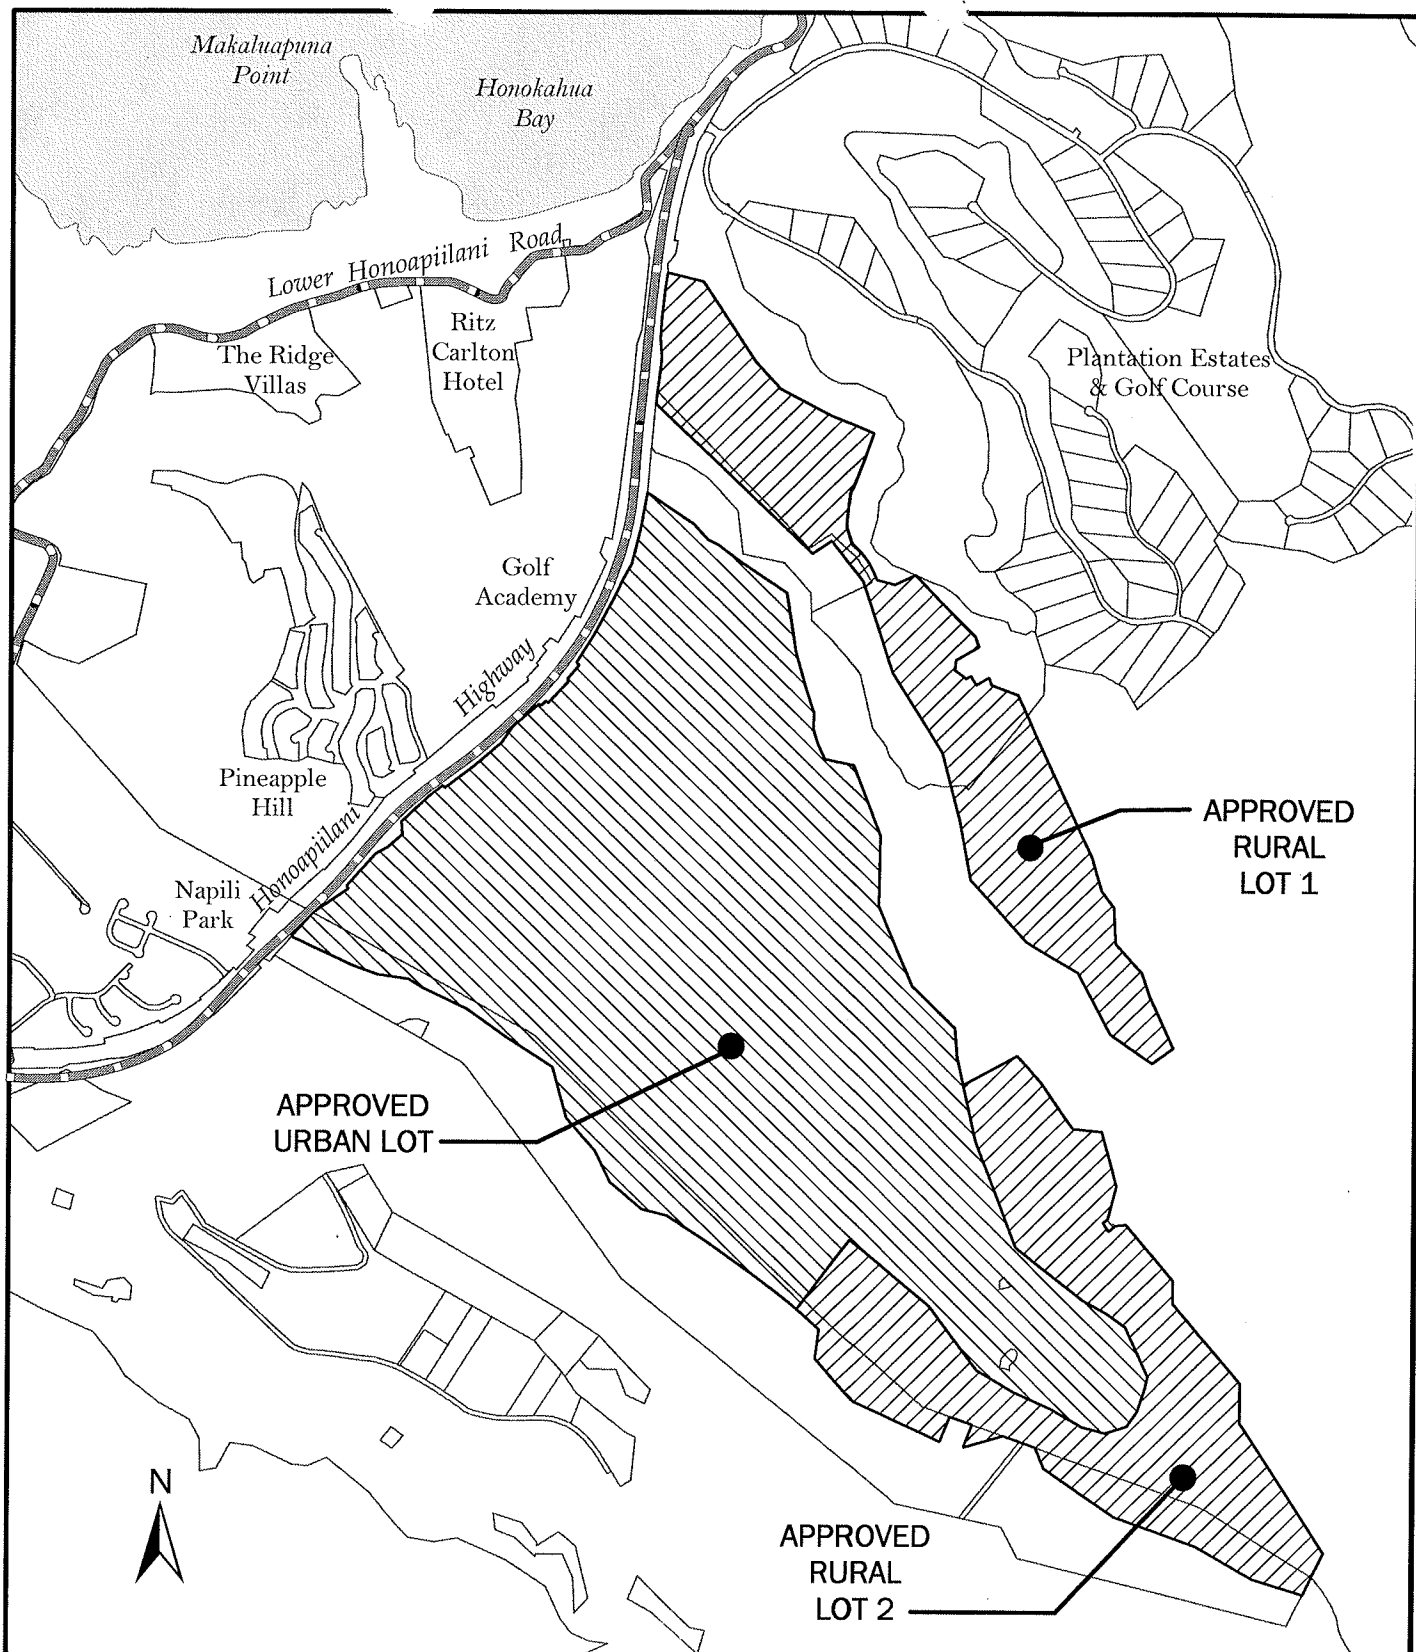 Makaluapuna
Point
Honokahua
Bay
Lower Honoapiilani Road
The Ridge
Villas
Ritz
Carlton
Hotel
Plantation Estates
& Golf Course
Golf
Academy
Honoapiilani Highway
Pineapple
Hill
Napili
Park
APPROVED
RURAL
LOT 1
APPROVED
URBAN LOT
APPROVED
RURAL
LOT 2
N